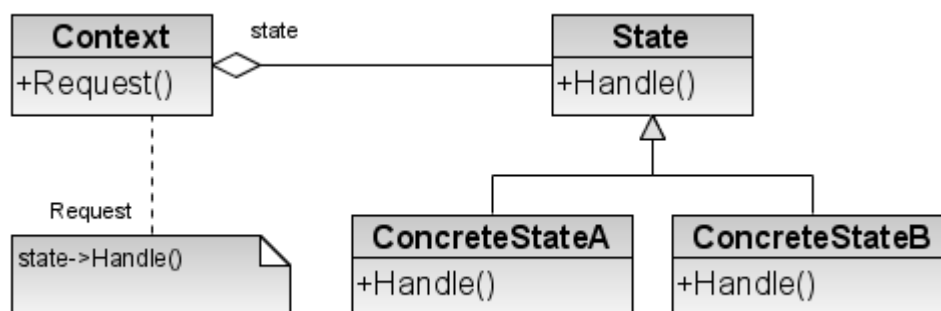 Context
+Request()
state
State
+Handle()
Request
state->Handle()
ConcreteStateA
+Handle()
ConcreteStateB
+Handle()